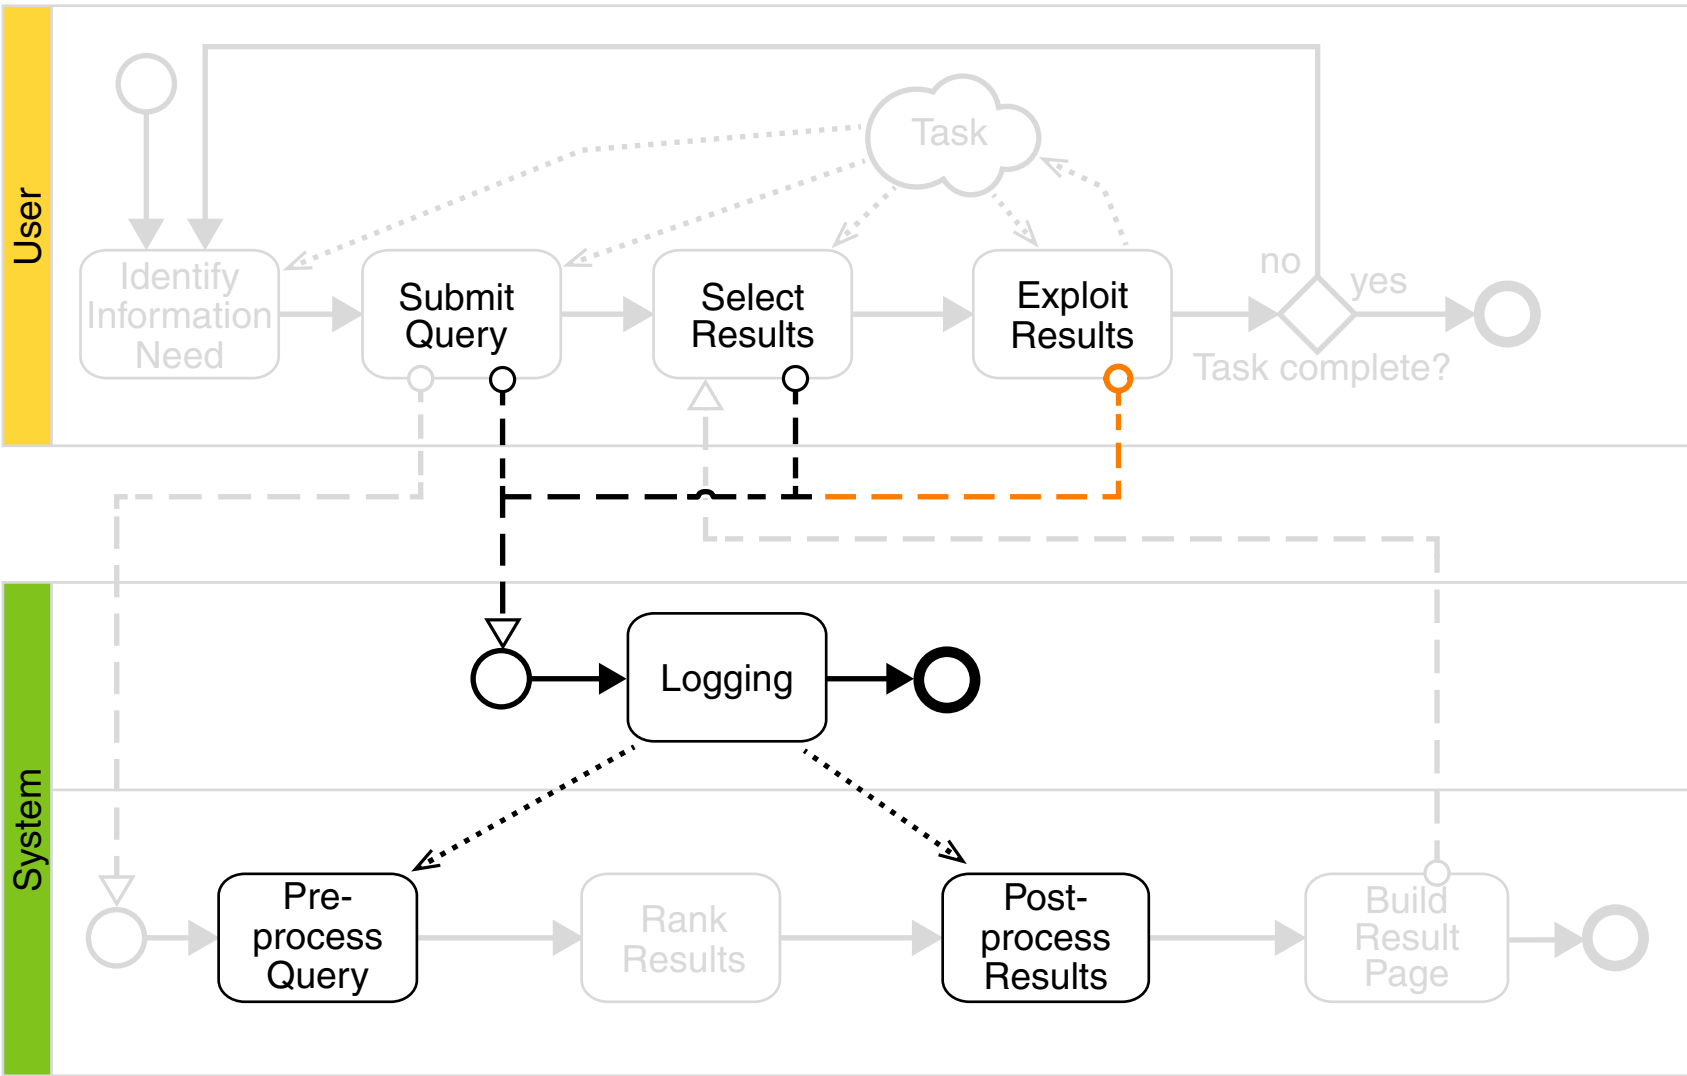 User
Task
Identify
Information
Need
Submit
Query
Select
Results
Exploit
Results
no
yes
Task complete?
System
Logging
Pre-
process
Query
Rank
Results
Post-
process
Results
Build
Result
Page